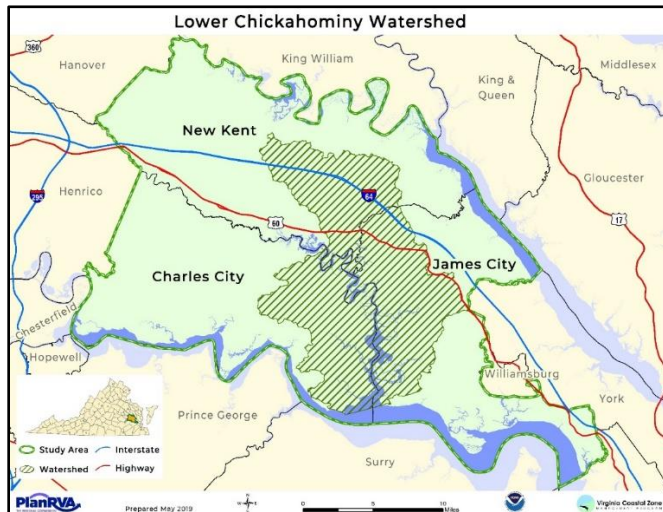 Lower Chickahominy Watershed
360
Hanover
King William
King &
Queen
Middlesex
New Kent
Henrico
295
64
Gloucester
17
60
James City
Charles City
Chesterfield
Hopewell
Williamsburg
York
Prince George
Surry
Study Area
Interstate
Watershed
Highway
PlanRVA
Prepared May 2019
N
0
5
10
Miles
Virginia Coastal Zone